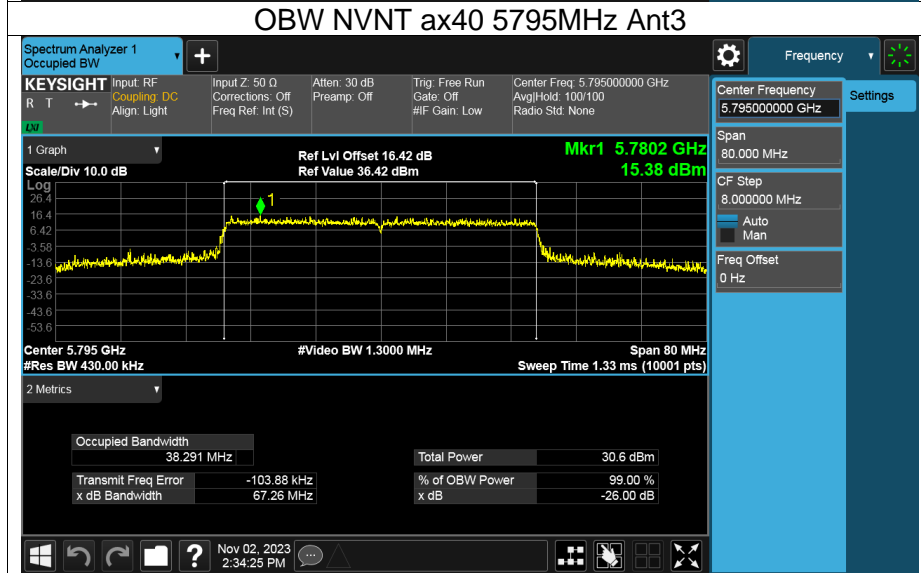 OBW NVNT ax40 5795MHz Ant3
Spectrum Analyzer 1
Occupied BW
+
Frequency
KEYSIGHT
R T
LXI
Input: RF
Coupling: DC
Align: Light
Input Z: 50 Ω
Corrections: Off
Freq Ref: Int (S)
Atten: 30 dB
Preamp: Off
Trig: Free Run
Gate: Off
#IF Gain: Low
Center Freq: 5.795000000 GHz
Avg|Hold: 100/100
Radio Std: None
Center Frequency
5.795000000 GHz
Settings
Span
80.000 MHz
CF Step
8.000000 MHz
Auto
Man
Freq Offset
0 Hz
1 Graph
Scale/Div 10.0 dB
Ref Lvl Offset 16.42 dB
Ref Value 36.42 dBm
Mkr1 5.7802 GHz
15.38 dBm
Log
26.4
16.4
6.42
-3.58
-13.6
-23.6
-33.6
-43.6
-53.6
1
Center 5.795 GHz
#Res BW 430.00 kHz
#Video BW 1.3000 MHz
Span 80 MHz
Sweep Time 1.33 ms (10001 pts)
2 Metrics
Occupied Bandwidth
38.291 MHz
Transmit Freq Error -103.88 kHz
x dB Bandwidth 67.26 MHz
Total Power 30.6 dBm
% of OBW Power 99.00 %
x dB -26.00 dB
?
Nov 02, 2023
2:34:25 PM